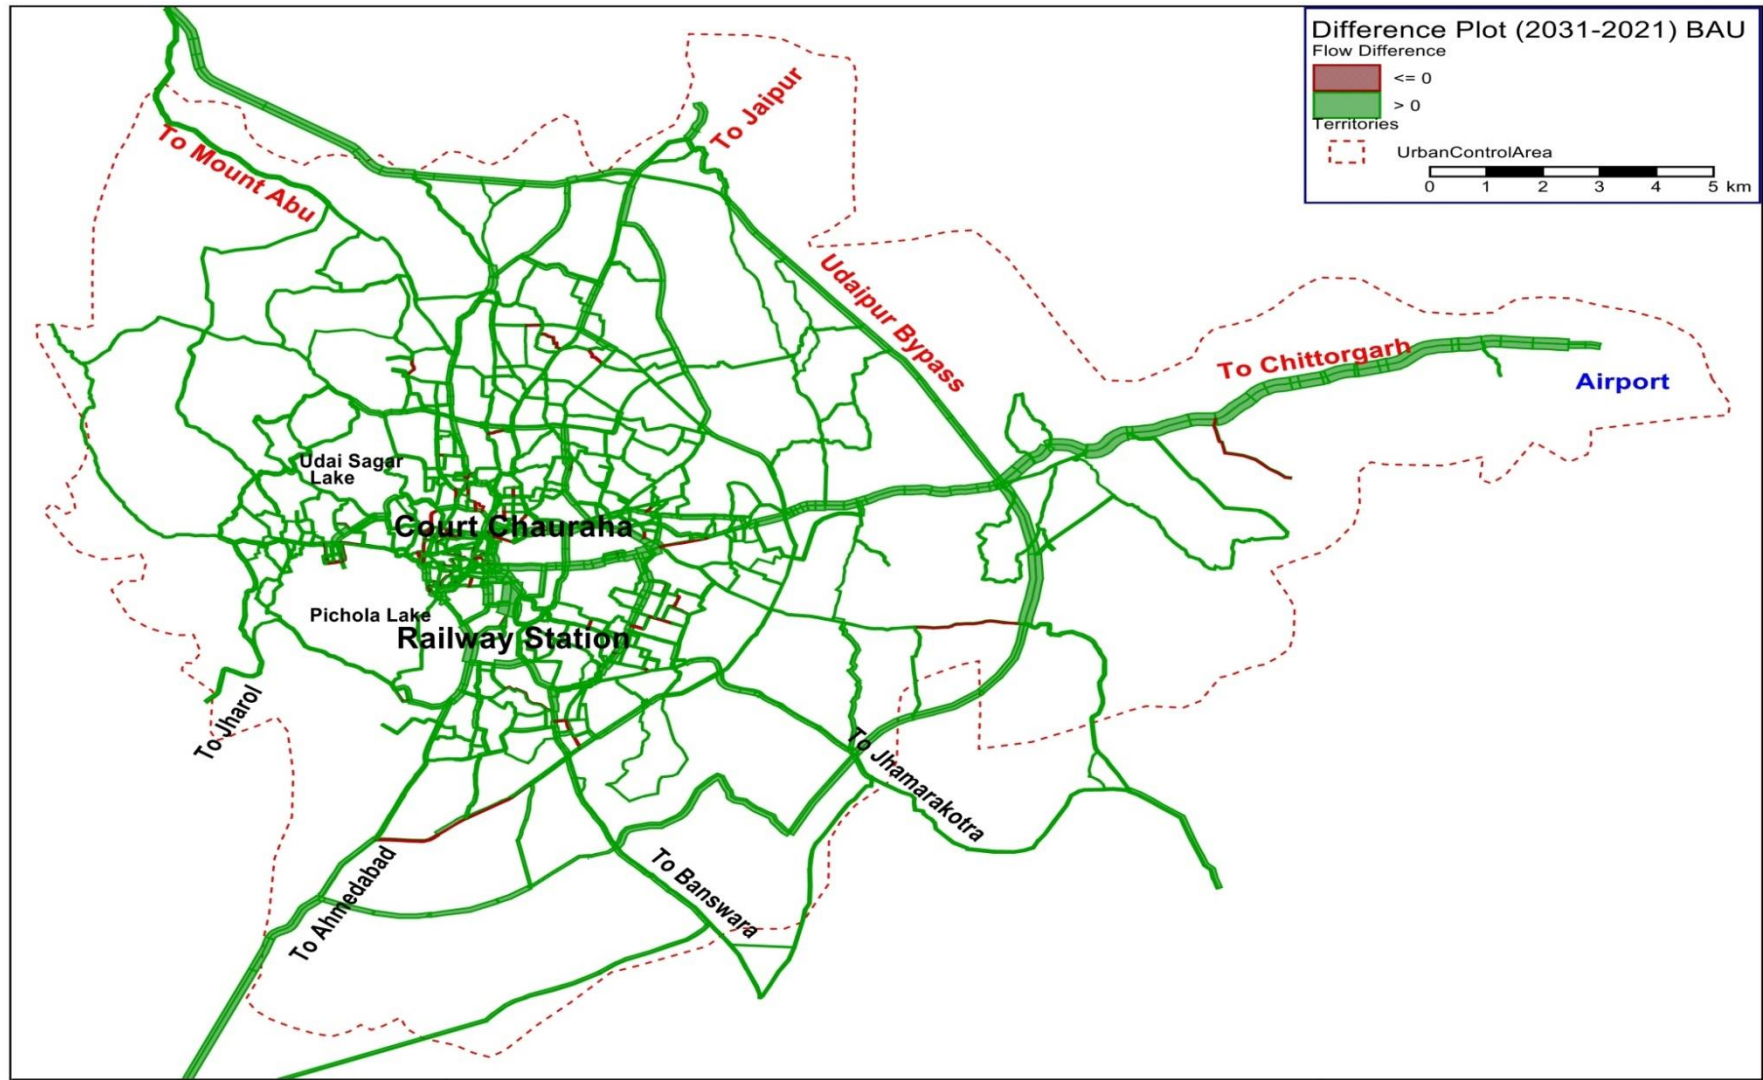 Difference Plot (2031-2021) BAU
Flow Difference
<= 0
> 0
Territories
UrbanControlArea
0 1 2 3 4 5 km
To Jaipur
To Mount Abu
Udaipur Bypass
To Chittorgarh
Airport
Udai Sagar
Lake
Court Chauraha
Pichola Lake
Railway Station
To Jharol
To Jhamarakotra
To Ahmedabad
To Banswara